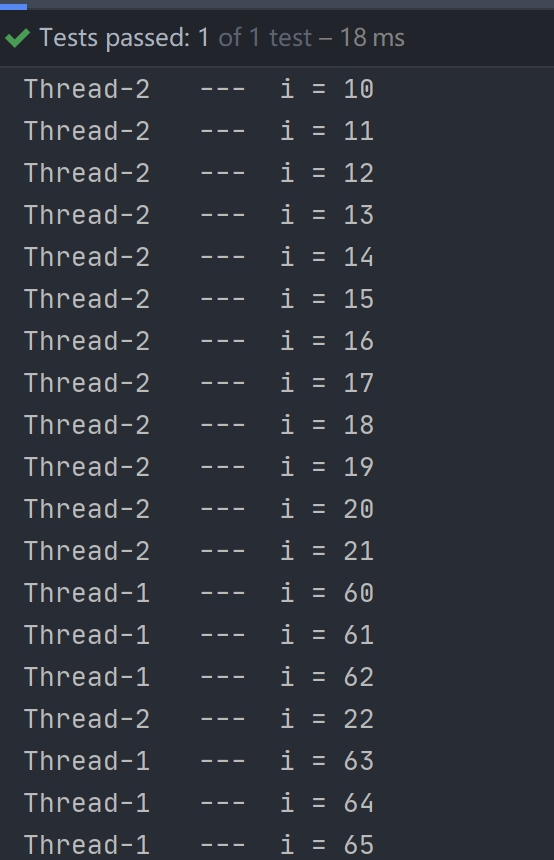 Tests passed: 1 of 1 test – 18 ms
Thread-2   ---  i = 10
Thread-2   ---  i = 11
Thread-2   ---  i = 12
Thread-2   ---  i = 13
Thread-2   ---  i = 14
Thread-2   ---  i = 15
Thread-2   ---  i = 16
Thread-2   ---  i = 17
Thread-2   ---  i = 18
Thread-2   ---  i = 19
Thread-2   ---  i = 20
Thread-2   ---  i = 21
Thread-1   ---  i = 60
Thread-1   ---  i = 61
Thread-1   ---  i = 62
Thread-2   ---  i = 22
Thread-1   ---  i = 63
Thread-1   ---  i = 64
Thread-1   ---  i = 65